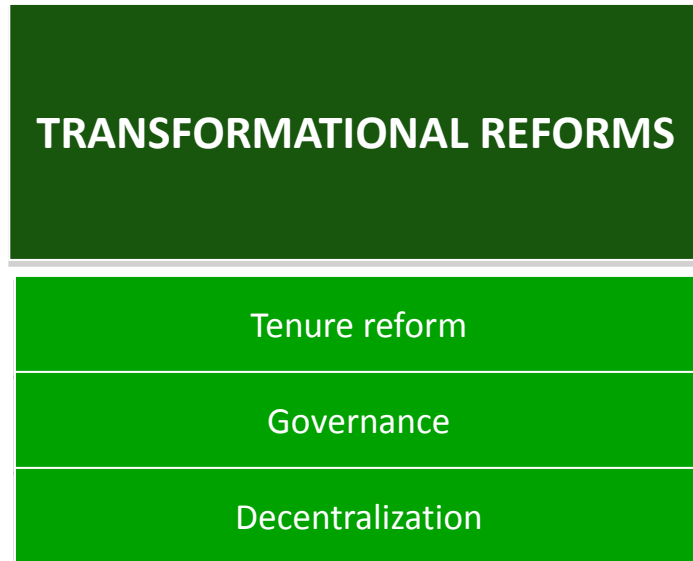 TRANSFORMATIONAL REFORMS
Tenure reform
Governance
Decentralization